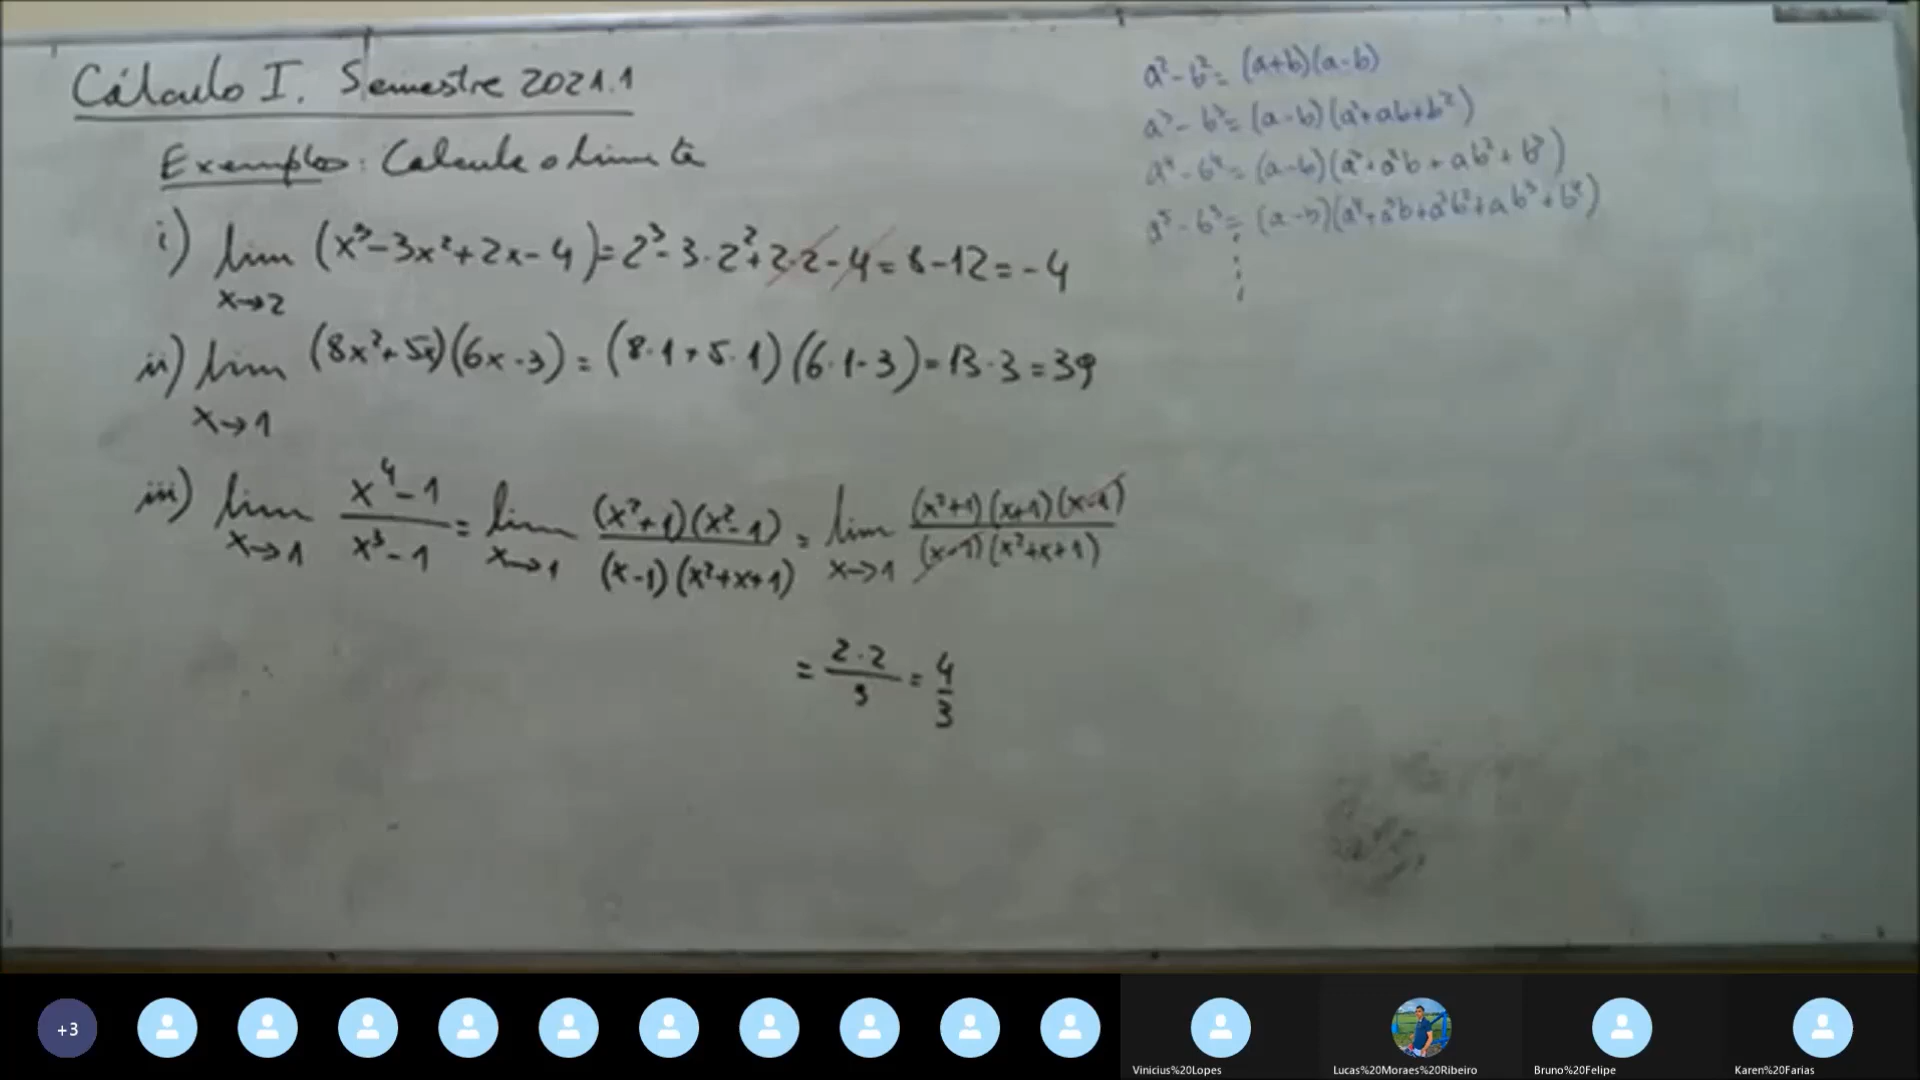 Cálculo I. Semestre 2021.1
Exemplos: Calcule o limite
i) lim (x³-3x²+2x-4)=2³-3·2²+2·2-4=8-12=-4
x→2
ii) lim (8x²+5x)(6x-3)=(8·1+5·1)(6·1-3)=13·3=39
x→1
iii) lim x⁴-1/x³-1 = lim (x²+1)(x²-1)/(x-1)(x²+x+1) = lim (x²+1)(x+1)(x-1)/(x-1)(x²+x+1)
x→1 x→1 x→1
= 2·2/3 = 4/3
a²-b²=(a+b)(a-b)
a³-b³=(a-b)(a²+ab+b²)
a⁴-b⁴=(a-b)(a³+a²b+ab²+b³)
a⁵-b⁵=(a-b)(a⁴+a³b+a²b²+ab³+b⁴)
+3
Vinicius%20Lopes
Lucas%20Moraes%20Ribeiro
Bruno%20Felipe
Karen%20Farias